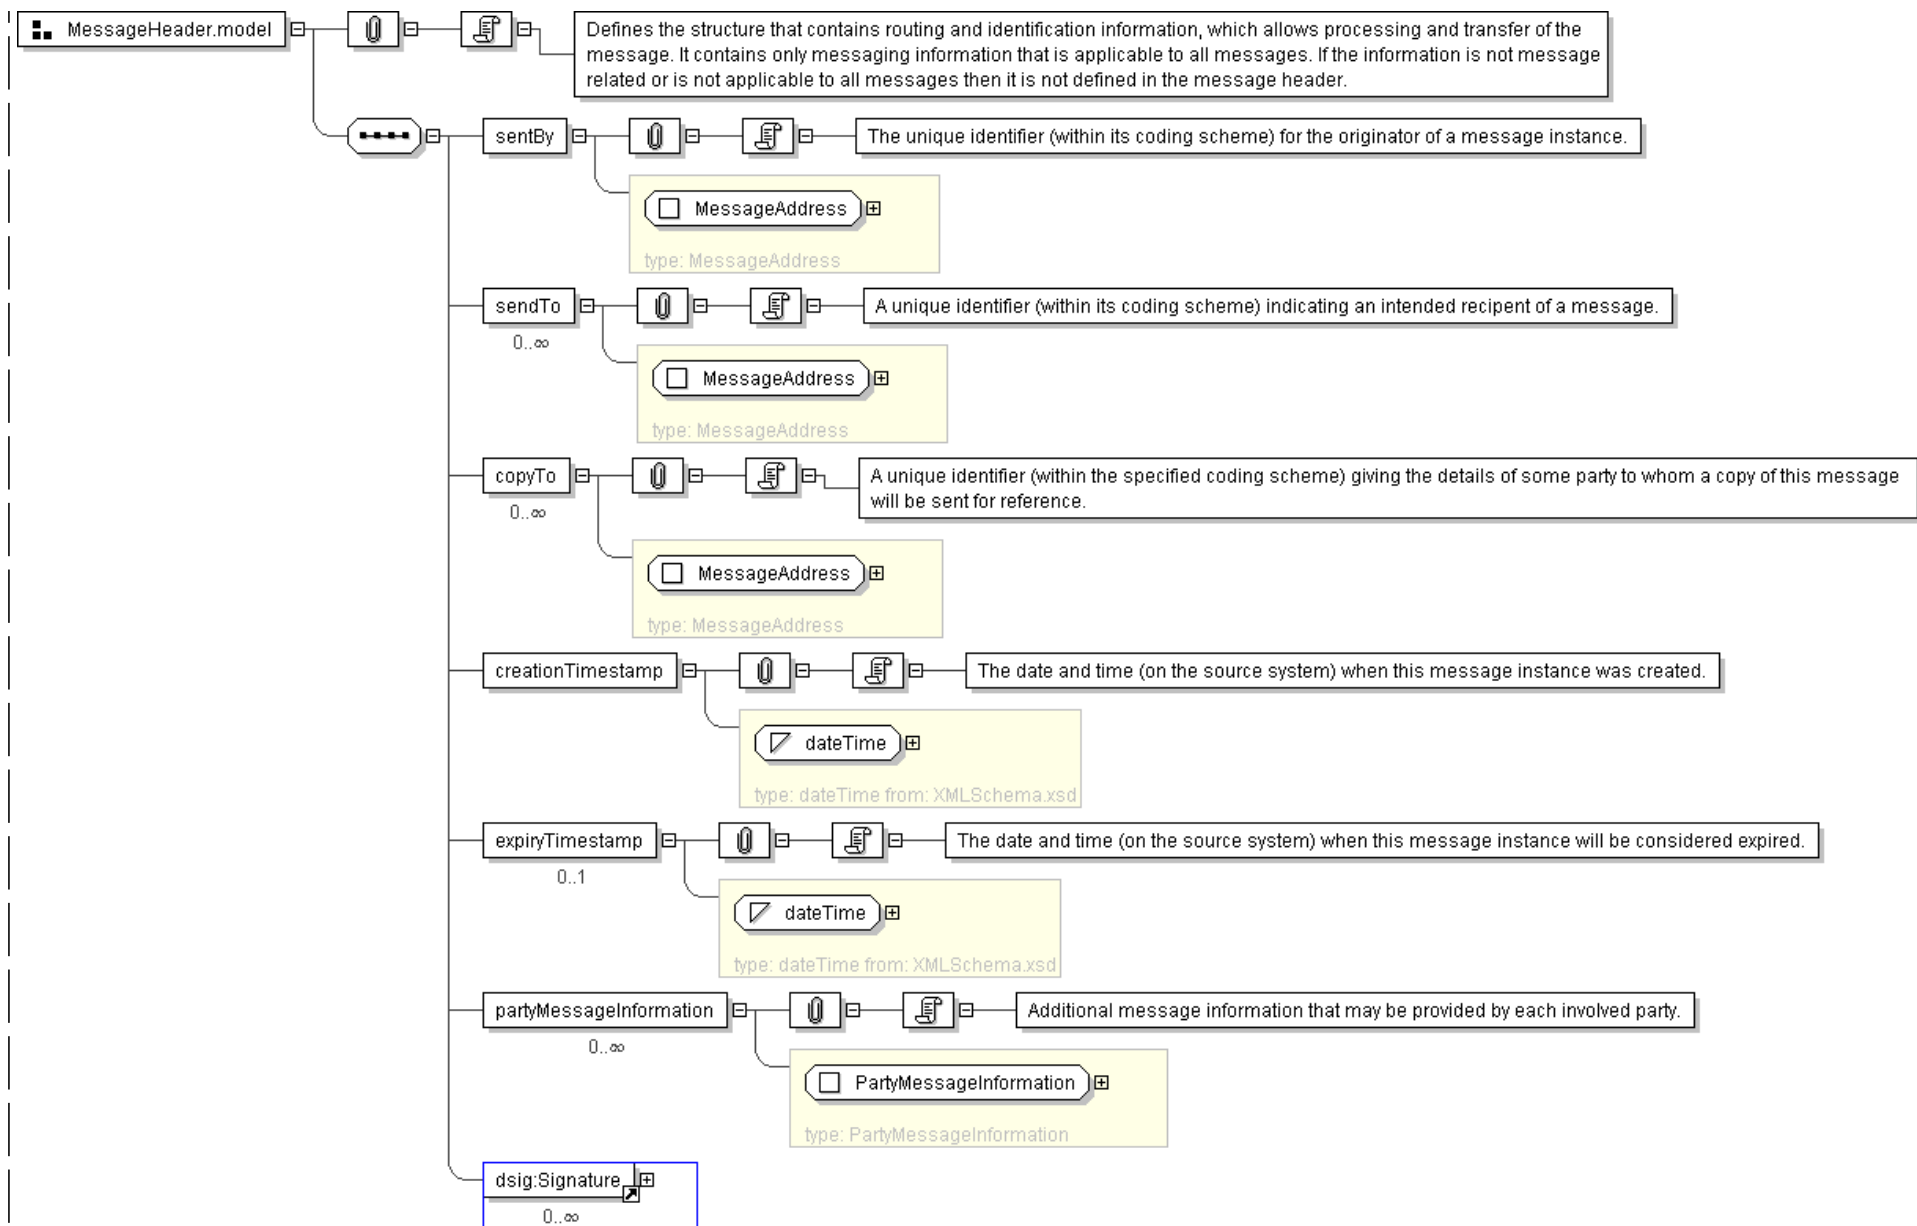 MessageHeader.model
Defines the structure that contains routing and identification information, which allows processing and transfer of the
message. It contains only messaging information that is applicable to all messages. If the information is not message
related or is not applicable to all messages then it is not defined in the message header.
sentBy
The unique identifier (within its coding scheme) for the originator of a message instance.
MessageAddress
type: MessageAddress
sendTo
A unique identifier (within its coding scheme) indicating an intended recipent of a message.
0..∞
MessageAddress
type: MessageAddress
copyTo
A unique identifier (within the specified coding scheme) giving the details of some party to whom a copy of this message
will be sent for reference.
0..∞
MessageAddress
type: MessageAddress
creationTimestamp
The date and time (on the source system) when this message instance was created.
dateTime
type: dateTime from: XMLSchema.xsd
expiryTimestamp
The date and time (on the source system) when this message instance will be considered expired.
0..1
dateTime
type: dateTime from: XMLSchema.xsd
partyMessageInformation
Additional message information that may be provided by each involved party.
0..∞
PartyMessageInformation
type: PartyMessageInformation
dsig:Signature
0..∞